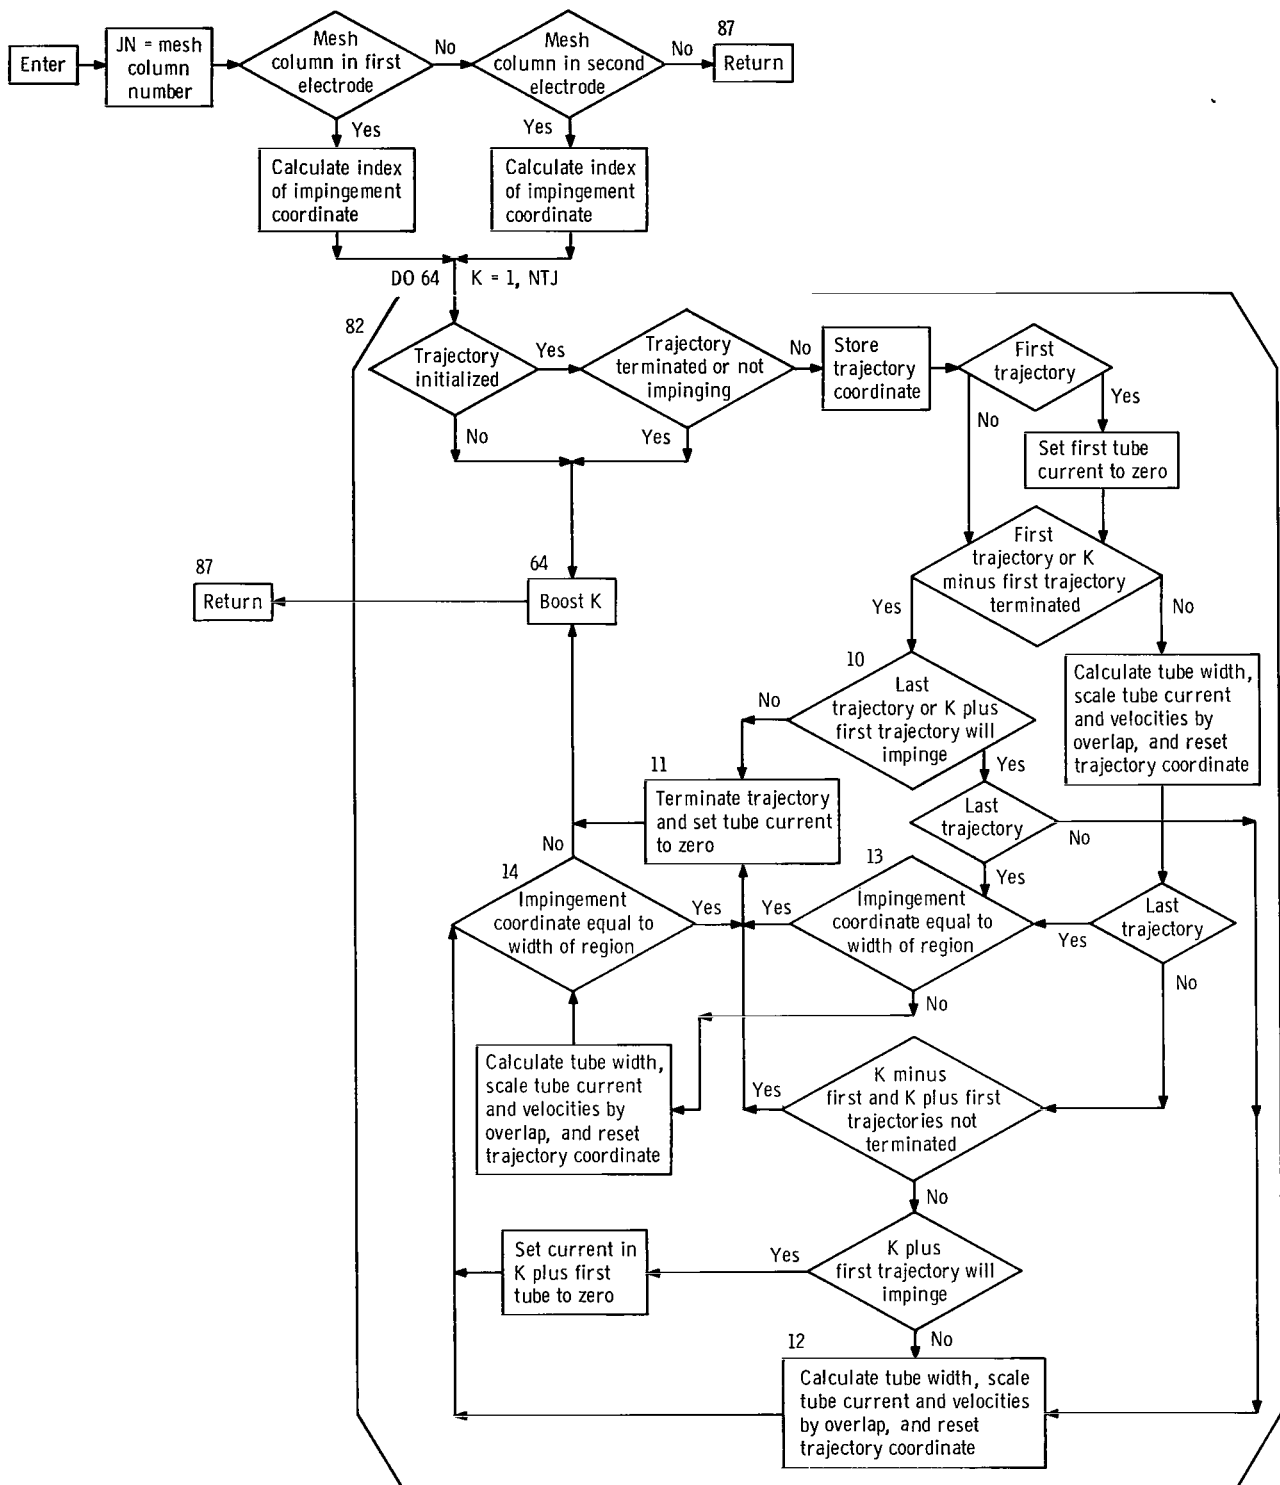 87
Enter
JN = mesh
column
number
Mesh
column in first
electrode
No
Mesh
column in second
electrode
No
Return
Yes
Yes
Calculate index
of impingement
coordinate
Calculate index
of impingement
coordinate
DO 64
K = 1, NTJ
82
Trajectory
initialized
Yes
Trajectory
terminated or not
impinging
No
Store
trajectory
coordinate
First
trajectory
Yes
No
No
Yes
Set first tube
current to zero
First
trajectory or K
minus first trajectory
terminated
87
Return
64
Boost K
Yes
No
10
Last
trajectory or K plus
first trajectory will
impinge
No
Yes
Calculate tube width,
scale tube current
and velocities by
overlap, and reset
trajectory coordinate
11
Terminate trajectory
and set tube current
to zero
Last
trajectory
No
Yes
No
14
Impingement
coordinate equal to
width of region
Yes
Yes
13
Impingement
coordinate equal to
width of region
Yes
Last
trajectory
No
No
Calculate tube width,
scale tube current
and velocities by
overlap, and reset
trajectory coordinate
Yes
K minus
first and K plus first
trajectories not
terminated
No
Set current in
K plus first
tube to zero
Yes
K plus
first trajectory will
impinge
No
12
Calculate tube width, scale
tube current and velocities
by overlap, and reset
trajectory coordinate